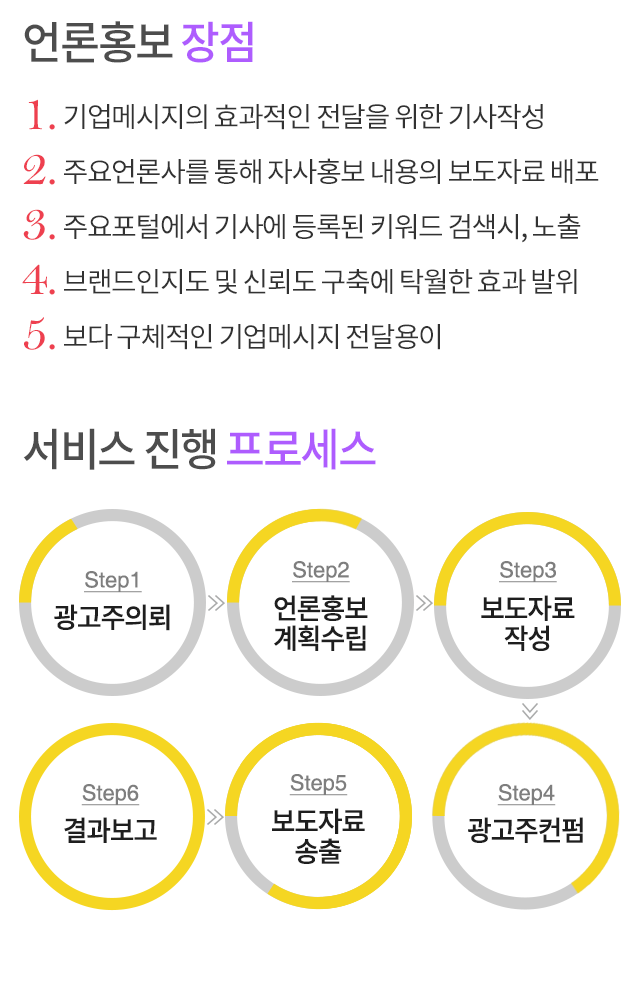 언론홍보 장점
1. 기업메시지의 효과적인 전달을 위한 기사작성
2. 주요언론사를 통해 자사홍보 내용의 보도자료 배포
3. 주요포털에서 기사에 등록된 키워드 검색시, 노출
4. 브랜드인지도 및 신뢰도 구축에 탁월한 효과 발위
5. 보다 구체적인 기업메시지 전달용이
서비스 진행 프로세스
Step1
광고주의뢰
Step2
언론홍보
계획수립
Step3
보도자료
작성
Step4
광고주컨펌
Step5
보도자료
송출
Step6
결과보고